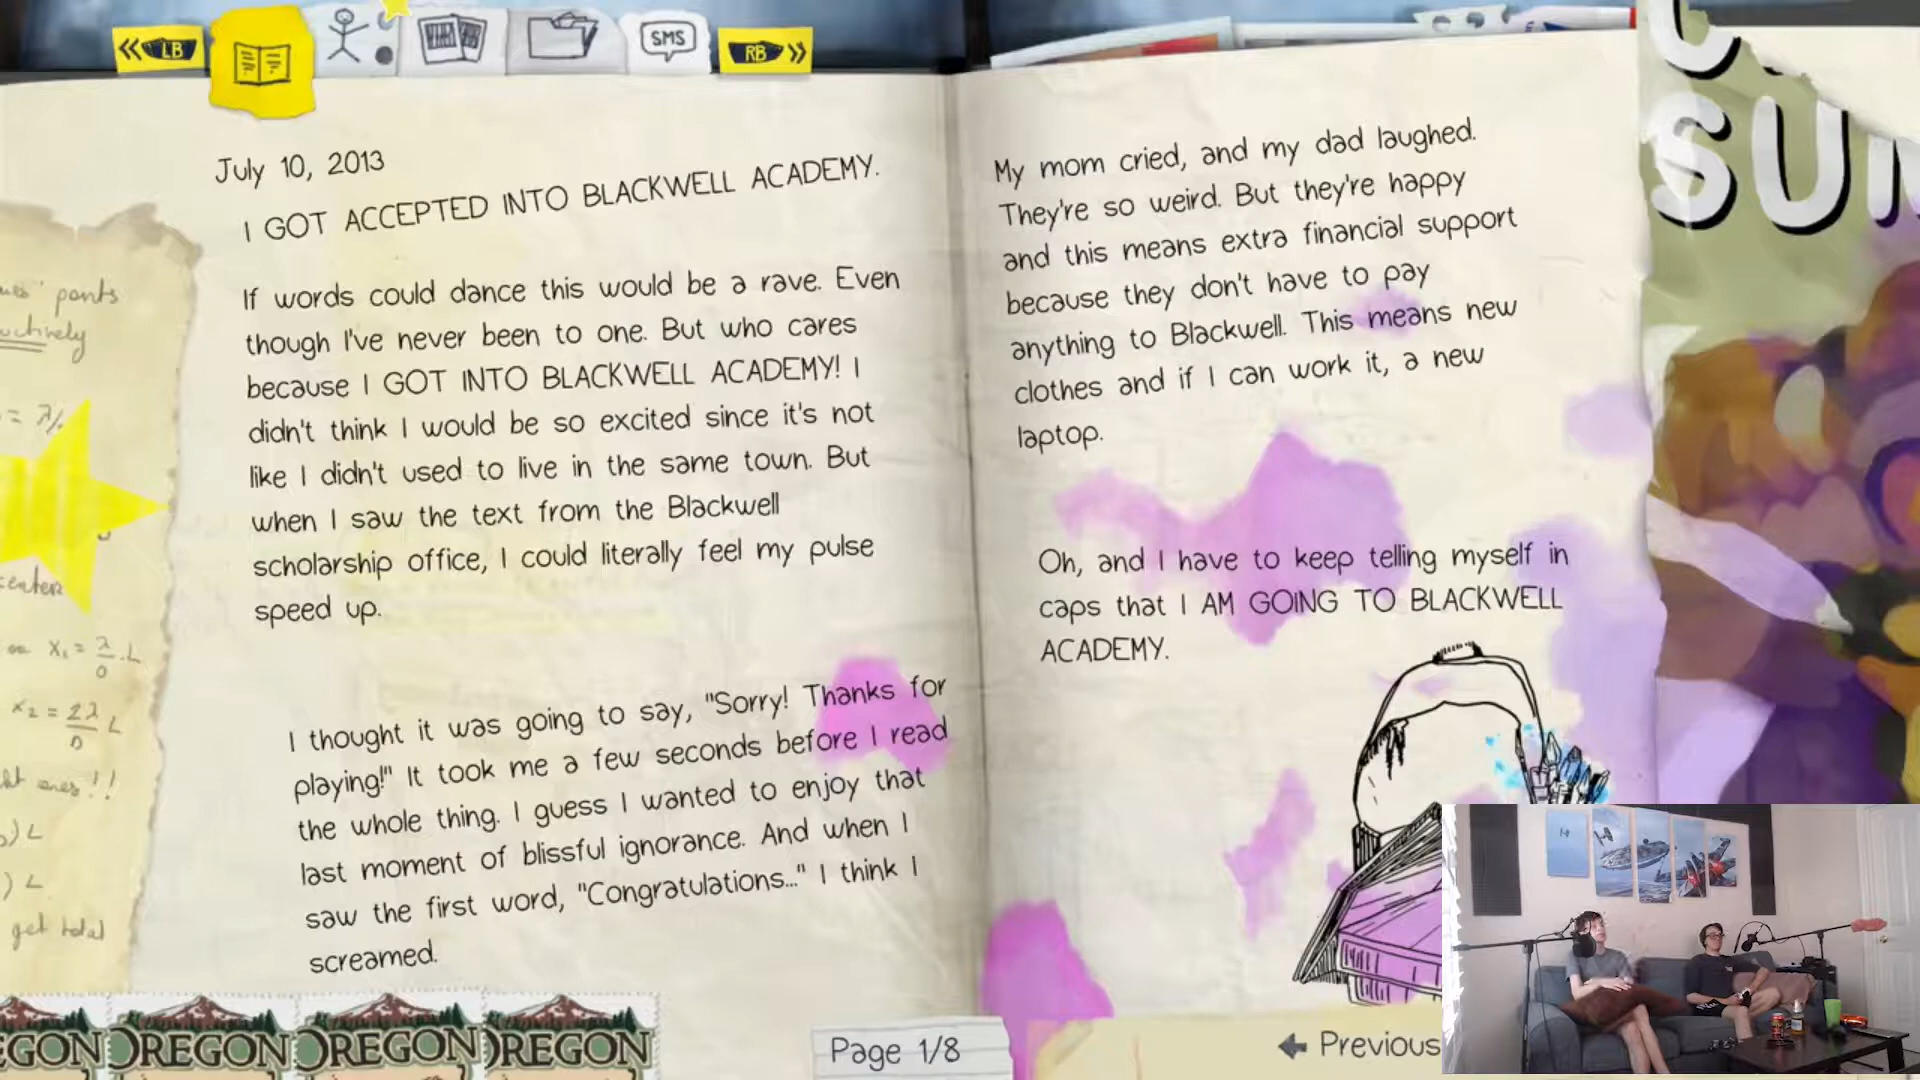 LB
SMS
RB
SU
July 10, 2013
I GOT ACCEPTED INTO BLACKWELL ACADEMY.
If words could dance this would be a rave. Even
though I've never been to one. But who cares
because I GOT INTO BLACKWELL ACADEMY! I
didn't think I would be so excited since it's not
like I didn't used to live in the same town. But
when I saw the text from the Blackwell
scholarship office, I could literally feel my pulse
speed up.
I thought it was going to say, "Sorry! Thanks for
playing!" It took me a few seconds before I read
the whole thing. I guess I wanted to enjoy that
last moment of blissful ignorance. And when I
saw the first word, "Congratulations..." I think I
screamed.
My mom cried, and my dad laughed.
They're so weird. But they're happy
and this means extra financial support
because they don't have to pay
anything to Blackwell. This means new
clothes and if I can work it, a new
laptop.
Oh, and I have to keep telling myself in
caps that I AM GOING TO BLACKWELL
ACADEMY.
pants
get total
EGON OREGON OREGON OREGON
Page 1/8
Previous